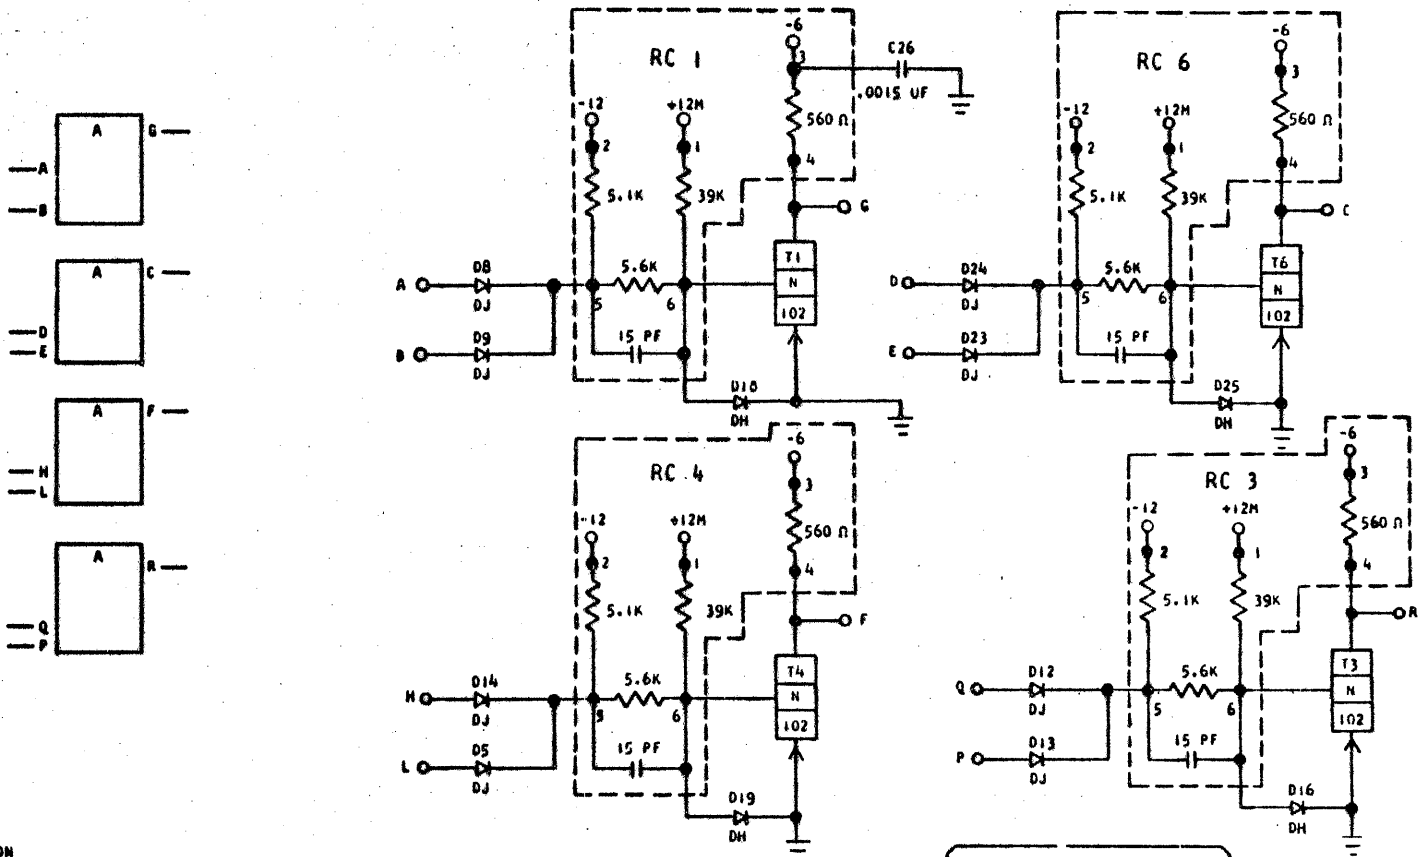 A
G
A
B
A
C
D
E
A
F
H
L
A
R
Q
P
RC 1
-6
3
C26
.0015 UF
-12
+12M
560 Ω
2
1
4
5.1K
39K
G
A
D8
DJ
5.6K
5
6
T1
N
102
B
D9
DJ
15 PF
D18
DH
RC 6
-6
3
-12
+12M
560 Ω
2
1
4
5.1K
39K
C
D
D24
DJ
5.6K
5
6
T6
N
102
E
D23
DJ
15 PF
D25
DH
RC 4
-6
3
-12
+12M
560 Ω
2
1
4
5.1K
39K
F
H
D14
DJ
5.6K
5
6
T4
N
102
L
D5
DJ
15 PF
D19
DH
RC 3
-6
3
-12
+12M
560 Ω
2
1
4
5.1K
39K
R
Q
D12
DJ
5.6K
5
6
T3
N
102
P
D13
DJ
15 PF
D16
DH
ON